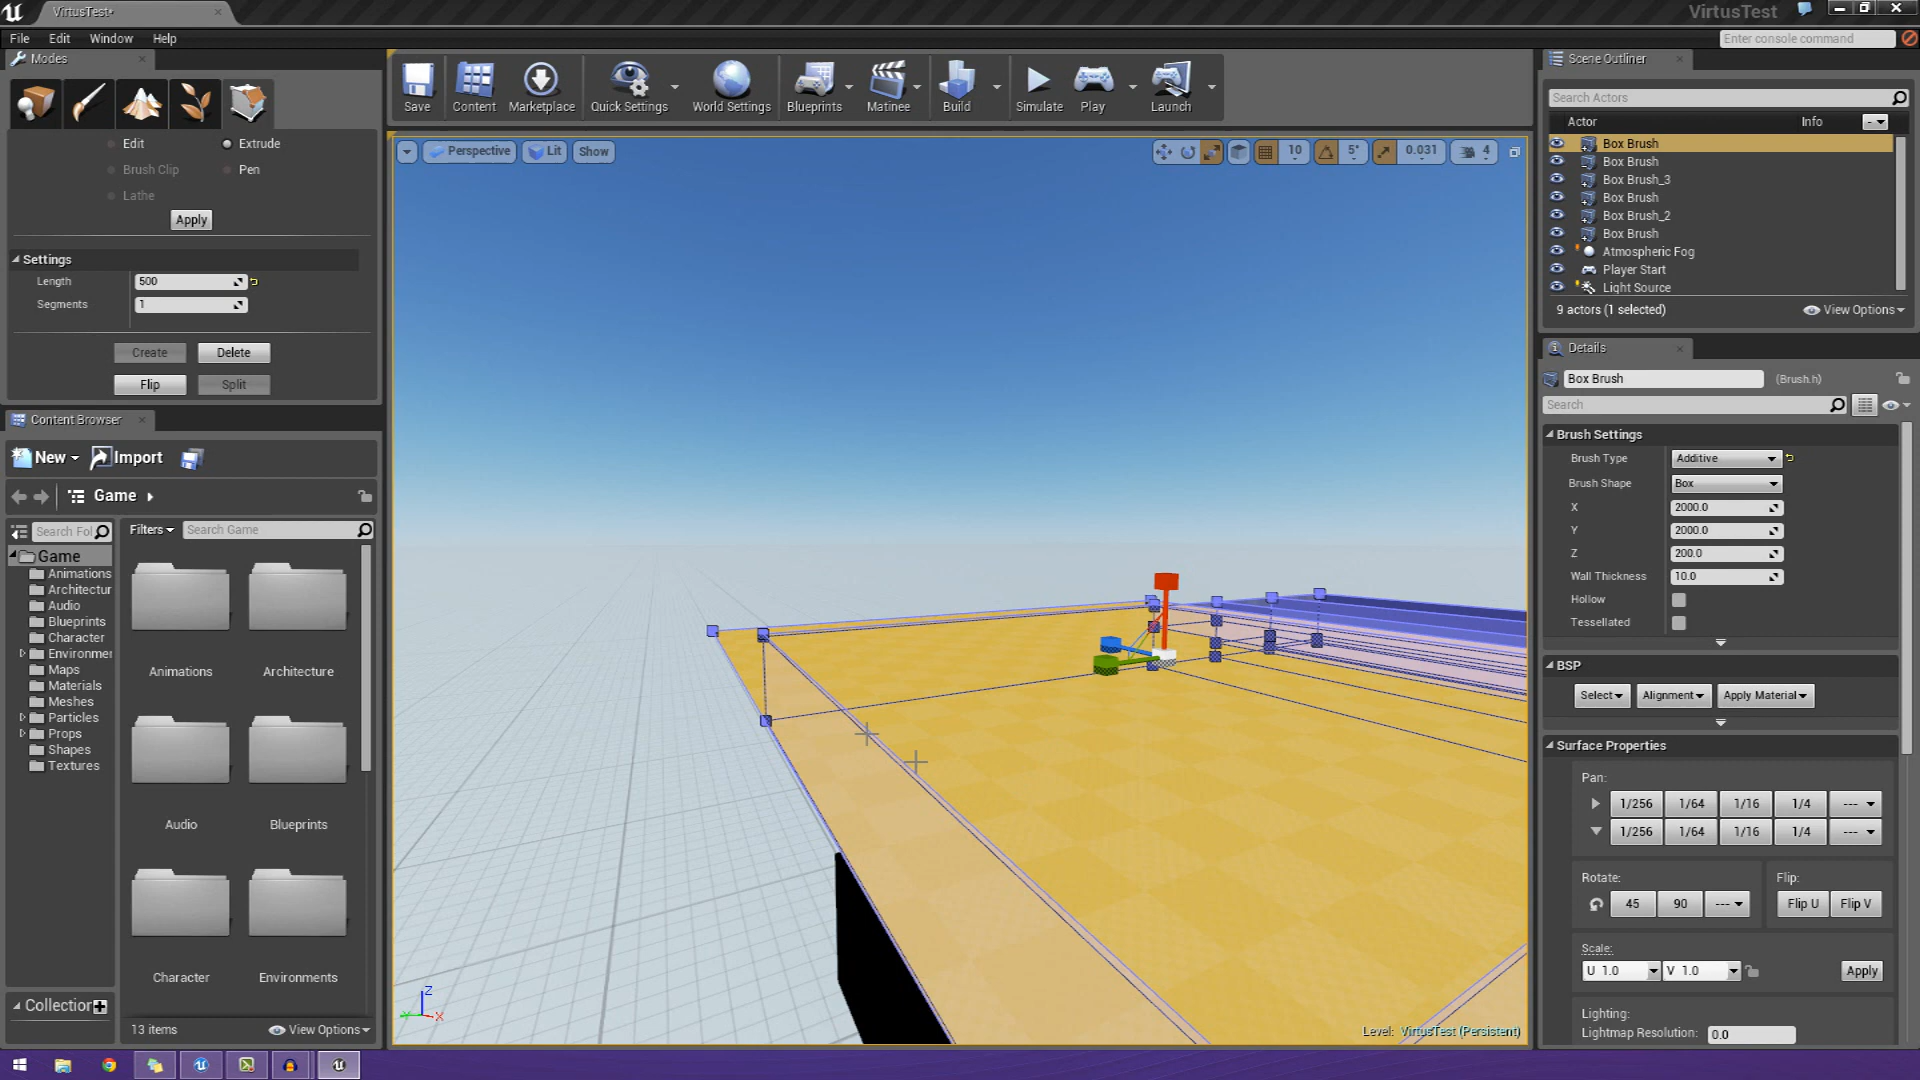 VirtusTest•
VirtusTest
File Edit Window Help
Enter console command
Modes
Edit
Extrude
Brush Clip
Pen
Lathe
Apply
Settings
Length 500
Segments 1
Create Delete
Flip Split
Save Content Marketplace Quick Settings World Settings Blueprints Matinee Build Simulate Play Launch
Perspective Lit Show
10 5° 0.031 4
Level: VirtusTest (Persistent)
Z
X
Content Browser
New Import
Game
Search Fol
Filters Search Game
Game
Animations
Architectur
Audio
Blueprints
Character
Environmer
Maps
Materials
Meshes
Particles
Props
Shapes
Textures
Animations Architecture
Audio Blueprints
Character Environments
Collection
13 items View Options
Scene Outliner
Search Actors
Actor Info
Box Brush
Box Brush
Box Brush_3
Box Brush
Box Brush_2
Box Brush
Atmospheric Fog
Player Start
Light Source
9 actors (1 selected) View Options
Details
Box Brush (Brush.h)
Search
Brush Settings
Brush Type Additive
Brush Shape Box
X 2000.0
Y 2000.0
Z 200.0
Wall Thickness 10.0
Hollow
Tessellated
BSP
Select Alignment Apply Material
Surface Properties
Pan:
1/256 1/64 1/16 1/4 ---
1/256 1/64 1/16 1/4 ---
Rotate: Flip:
45 90 --- Flip U Flip V
Scale:
U 1.0 V 1.0 Apply
Lighting:
Lightmap Resolution: 0.0